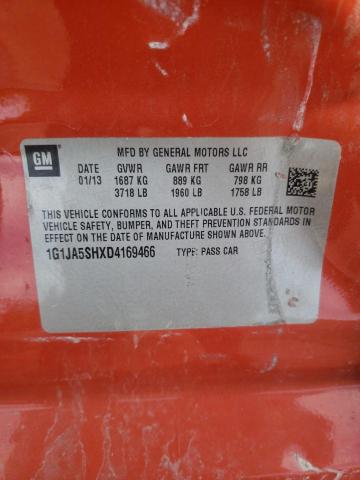 GM
MFD BY GENERAL MOTORS LLC
DATE GVWR GAWR FRT GAWR RR
01/13 1687 KG 889 KG 798 KG
3718 LB 1960 LB 1758 LB
THIS VEHICLE CONFORMS TO ALL APPLICABLE U.S. FEDERAL MOTOR
VEHICLE SAFETY, BUMPER, AND THEFT PREVENTION STANDARDS IN
EFFECT ON THE DATE OF MANUFACTURE SHOWN ABOVE.
1G1JA5SHXD4169466 TYPE: PASS CAR